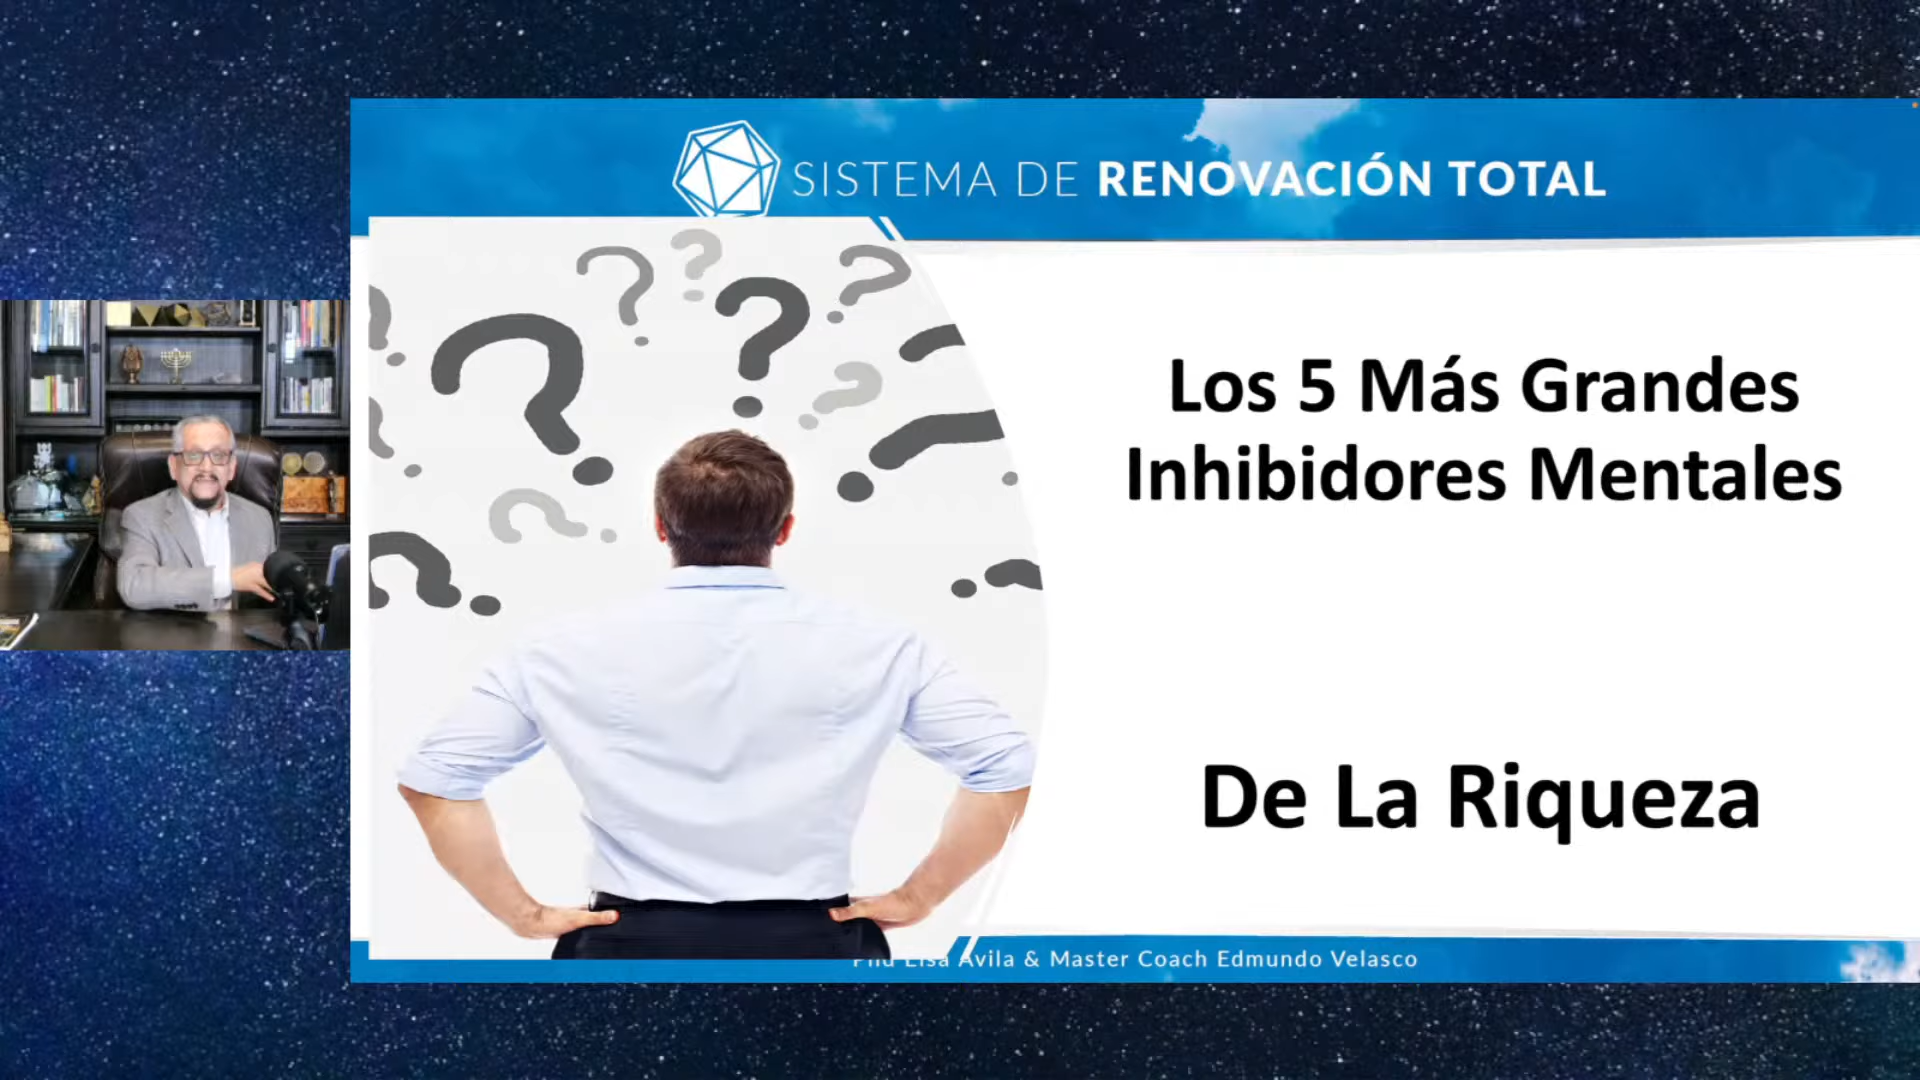 SISTEMA DE RENOVACIÓN TOTAL
Los 5 Más Grandes
Inhibidores Mentales
De La Riqueza
Avila & Master Coach Edmundo Velasco